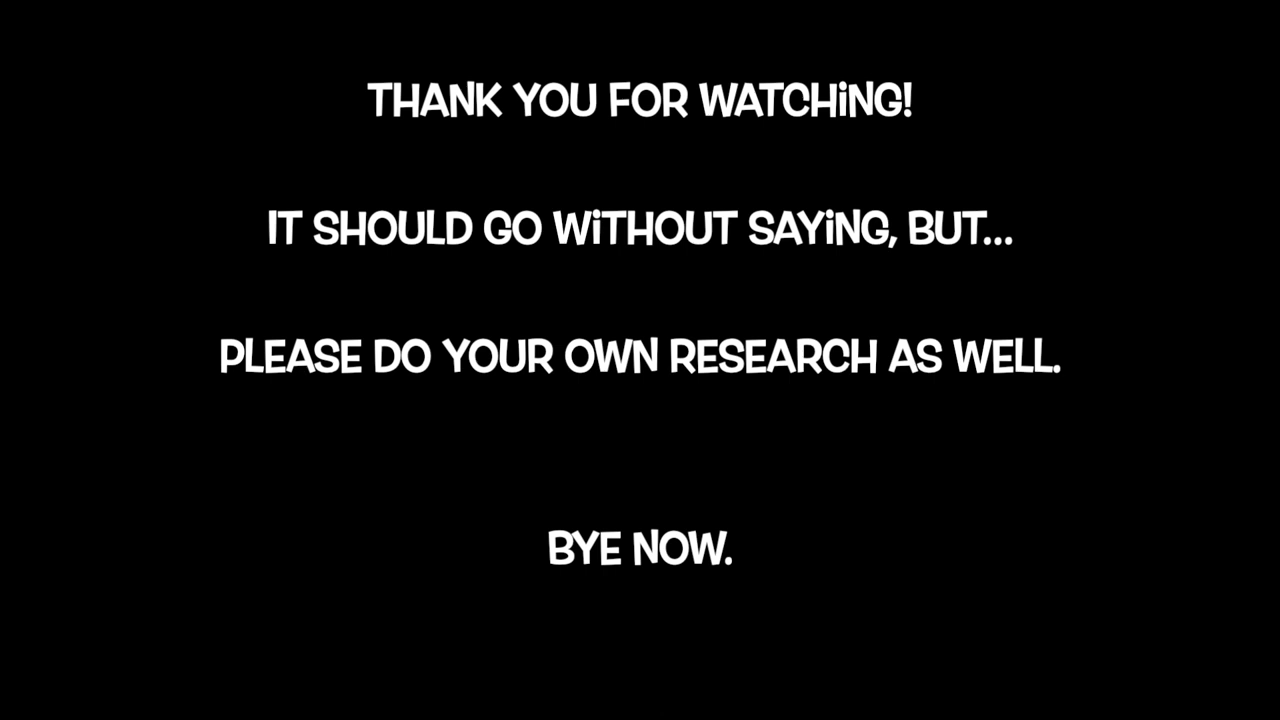 THANK YOU FOR WATCHiNG!
IT SHOULD GO WiTHOUT SAYiNG, BUT...
PLEASE DO YOUR OWN RESEARCH AS WELL.
BYE NOW.